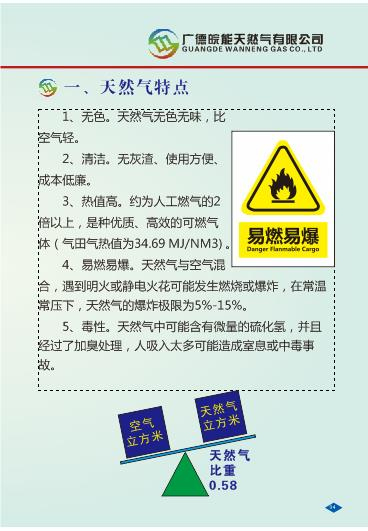 广德皖能天然气有限公司
GUANGDE WANNENG GAS CO., LTD
一、天然气特点
1、无色。天然气无色无味，比
空气轻。
2、清洁。无灰渣、使用方便、
成本低廉。
3、热值高。约为人工燃气的2
倍以上，是种优质、高效的可燃气
体（气田气热值为34.69 MJ/NM3)。
4、易燃易爆。天然气与空气混
合，遇到明火或静电火花可能发生燃烧或爆炸，在常温
常压下，天然气的爆炸极限为5%-15%。
5、毒性。天然气中可能含有微量的硫化氢，并且
经过了加臭处理，人吸入太多可能造成室息或中毒事
故。
易燃易爆
Danger Flanmable Cargo
空气
立方米
天然气
立方米
天然气
比重
0.58
14